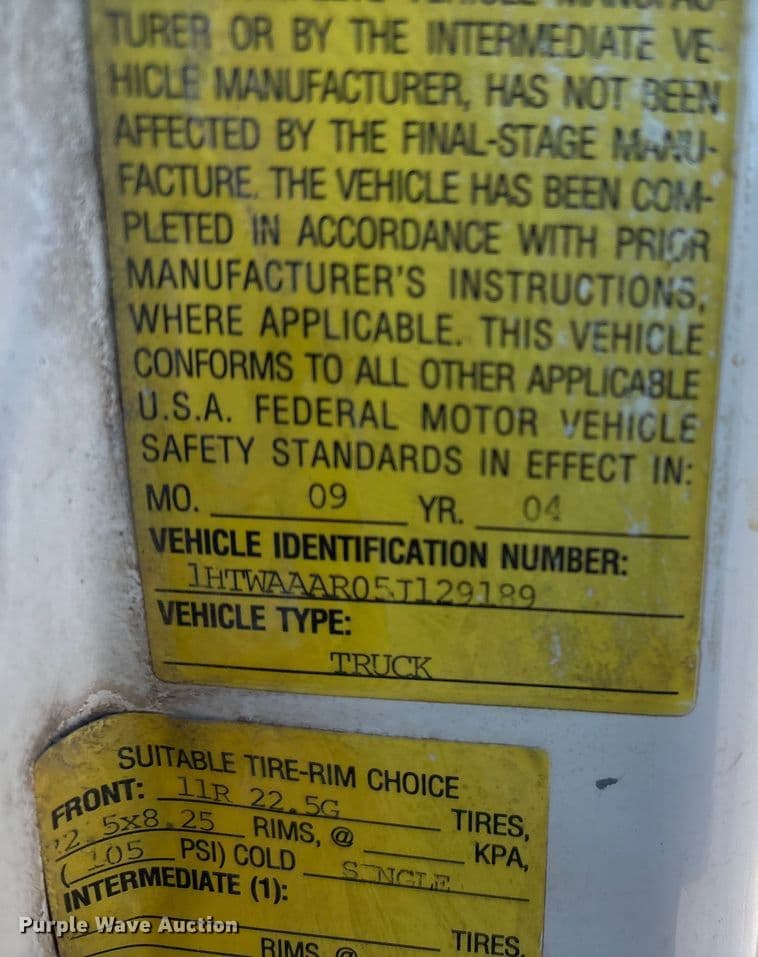 TURER OR BY THE INTERMEDIATE VE-
HICLE MANUFACTURER, HAS NOT BEEN
AFFECTED BY THE FINAL-STAGE MANU-
FACTURE. THE VEHICLE HAS BEEN COM-
PLETED IN ACCORDANCE WITH PRIOR
MANUFACTURER'S INSTRUCTIONS,
WHERE APPLICABLE. THIS VEHICLE
CONFORMS TO ALL OTHER APPLICABLE
U.S.A. FEDERAL MOTOR VEHICLE
SAFETY STANDARDS IN EFFECT IN:
MO. 09 YR. 04
VEHICLE IDENTIFICATION NUMBER:
1HTWAAAR05J129189
VEHICLE TYPE:
TRUCK
SUITABLE TIRE-RIM CHOICE
FRONT: 11R 22.5G TIRES,
22.5x8.25 RIMS, @ KPA,
( 105 PSI) COLD SINGLE
INTERMEDIATE (1):
TIRES,
RIMS, @
Purple Wave Auction